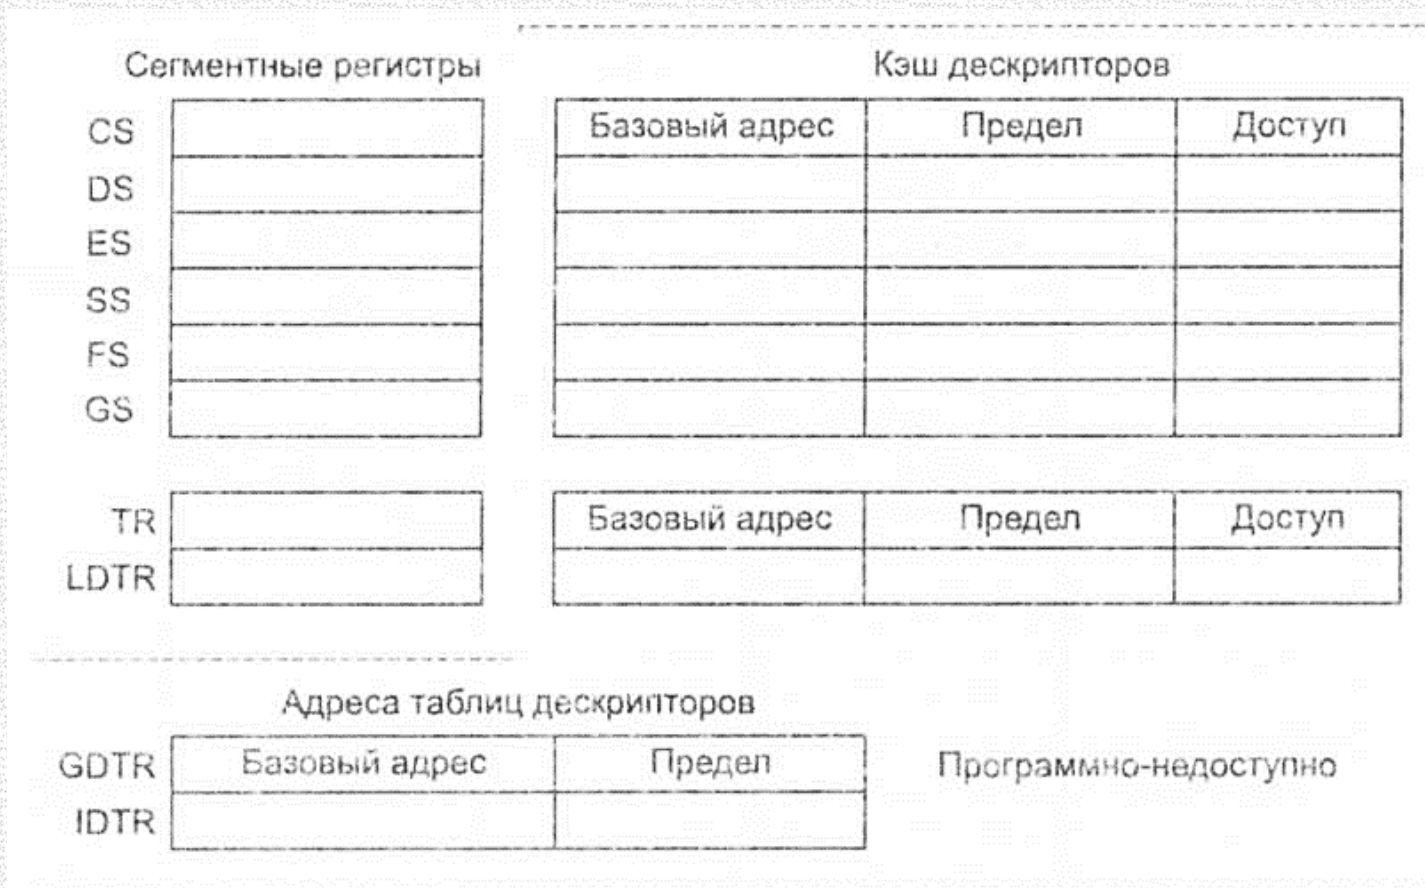 Сегментные регистры Кэш дескрипторов
CS Базовый адрес Предел Доступ
DS
ES
SS
FS
GS
TR Базовый адрес Предел Доступ
LDTR
Адреса таблиц дескрипторов
GDTR Базовый адрес Предел Программно-недоступно
IDTR